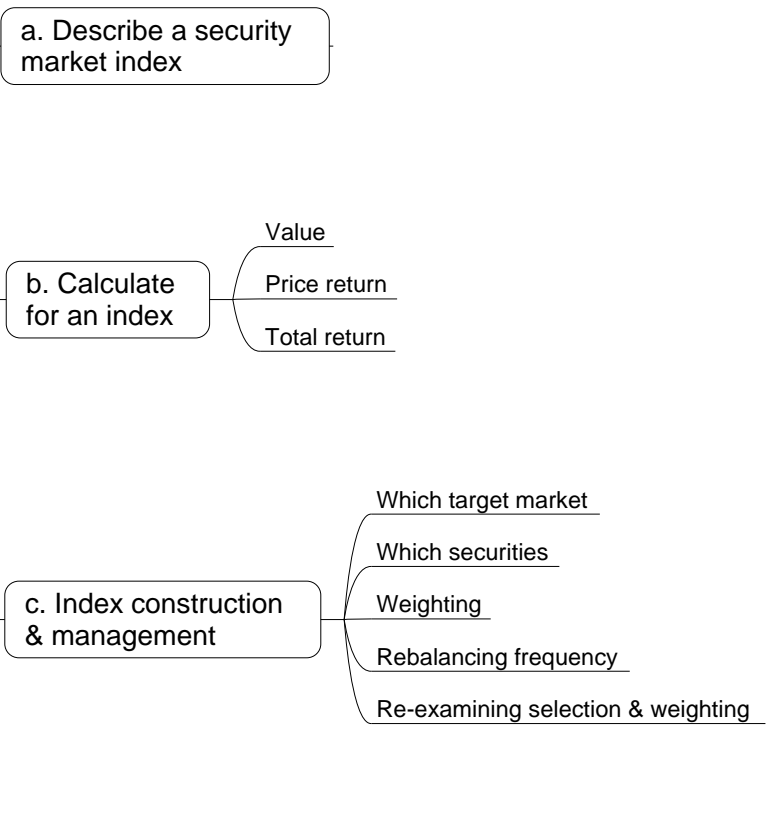 a. Describe a security
market index
Value
b. Calculate
for an index
Price return
Total return
Which target market
Which securities
c. Index construction
& management
Weighting
Rebalancing frequency
Re-examining selection & weighting